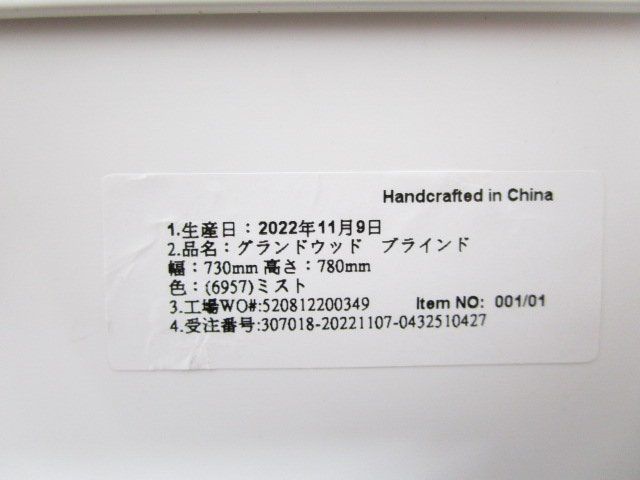 Handcrafted in China
1.生産日：2022年11月9日
2.品名：グランドウッド　ブラインド
幅：730mm 高さ：780mm
色：(6957)ミスト
3.工場WO#:520812200349 Item NO: 001/01
4.受注番号:307018-20221107-0432510427